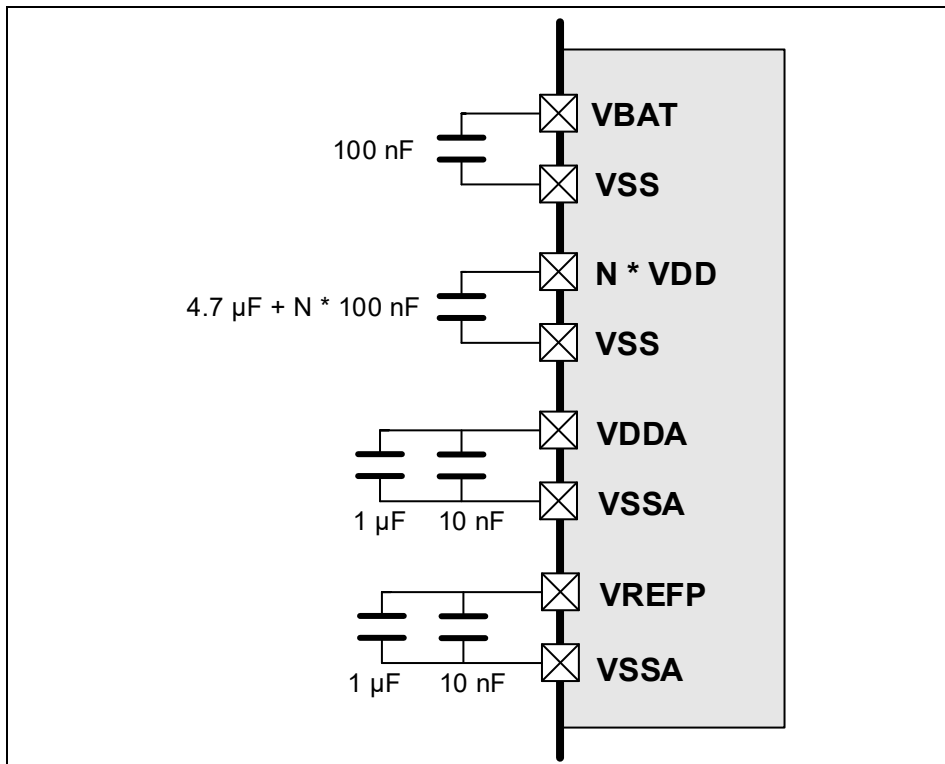 VBAT
100 nF
VSS
N * VDD
4.7 µF + N * 100 nF
VSS
VDDA
1 µF 10 nF
VSSA
VREFP
1 µF 10 nF
VSSA